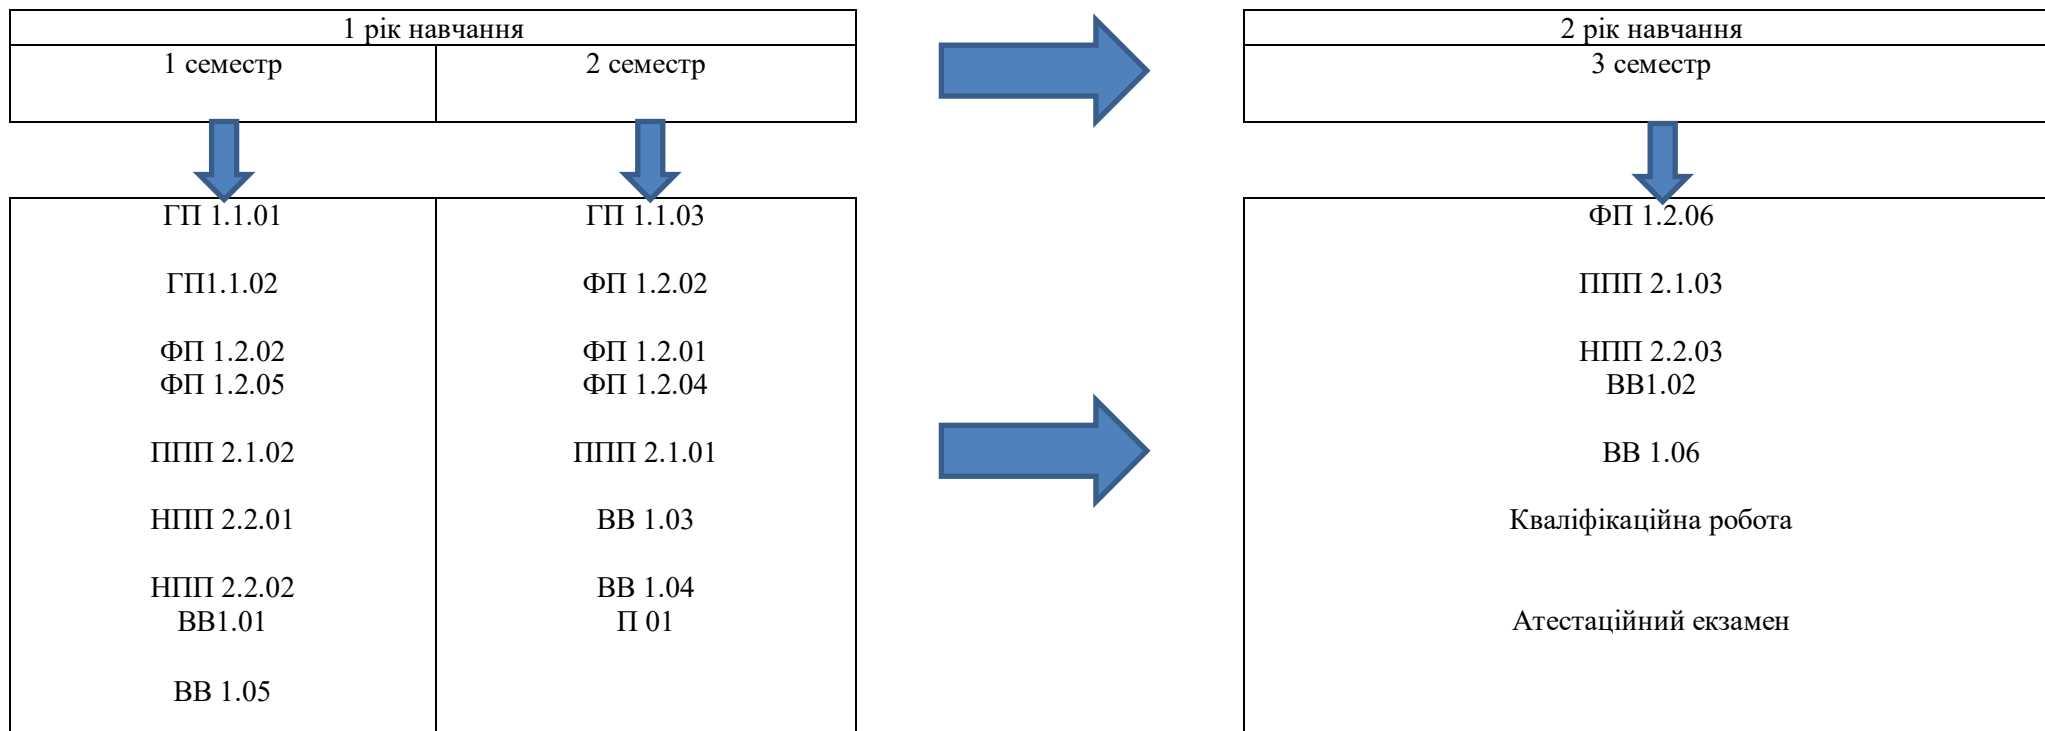 1 рік навчання
1 семестр
2 семестр
2 рік навчання
3 семестр
ГП 1.1.01
ГП1.1.02
ФП 1.2.02
ФП 1.2.05
ППП 2.1.02
НПП 2.2.01
НПП 2.2.02
ВВ1.01
ВВ 1.05
ГП 1.1.03
ФП 1.2.02
ФП 1.2.01
ФП 1.2.04
ППП 2.1.01
ВВ 1.03
ВВ 1.04
П 01
ФП 1.2.06
ППП 2.1.03
НПП 2.2.03
ВВ1.02
ВВ 1.06
Кваліфікаційна робота
Атестаційний екзамен